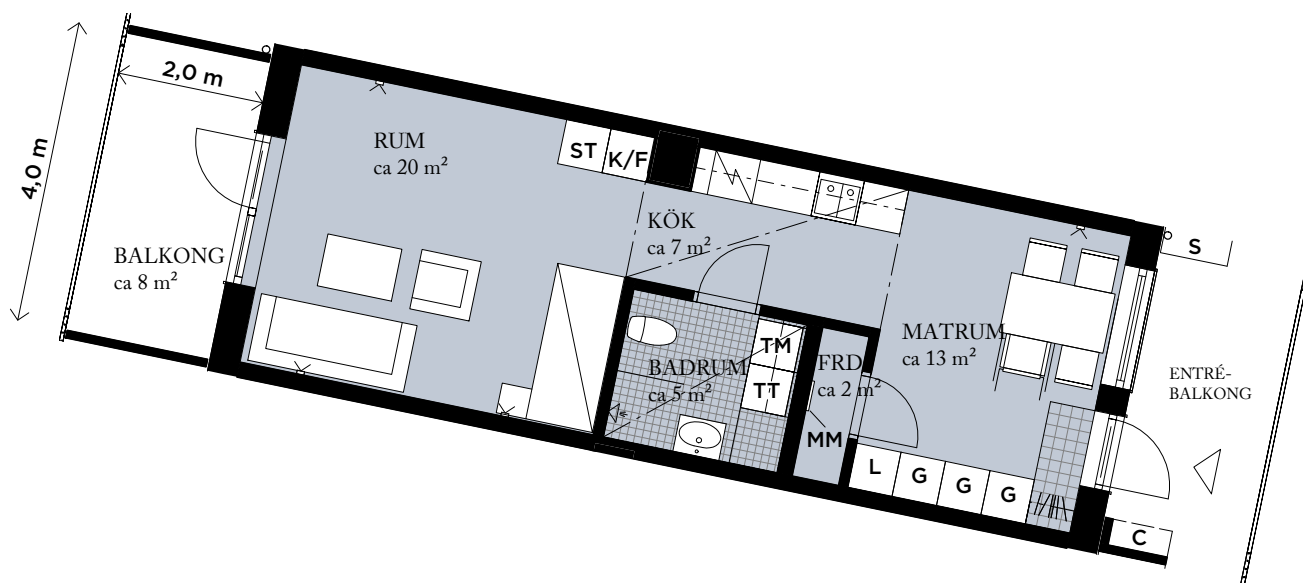 2,0 m
4,0 m
BALKONG
ca 8 m²
RUM
ca 20 m²
ST
K/F
KÖK
ca 7 m²
BADRUM
ca 5 m²
TM
TT
FRD
ca 2 m²
MM
MATRUM
ca 13 m²
L
G
G
G
S
ENTRÉ-
BALKONG
C